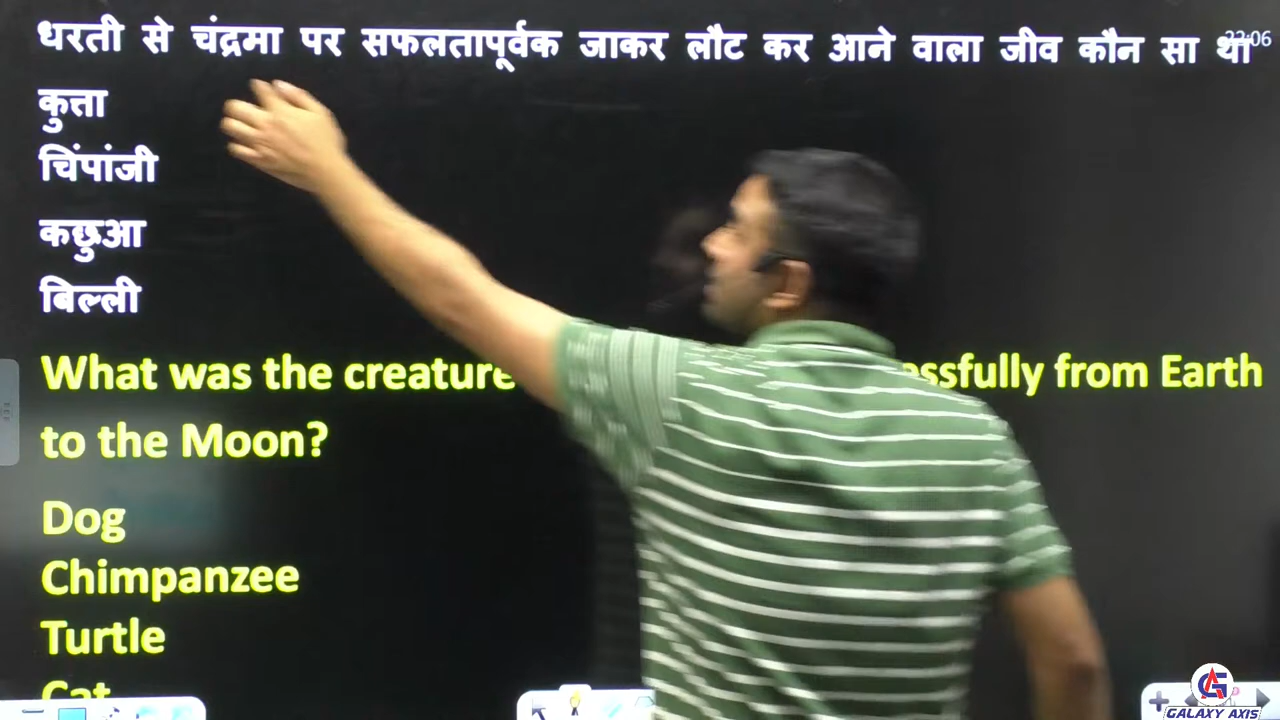 धरती से चंद्रमा पर सफलतापूर्वक जाकर लौट कर आने वाला जीव कौन सा था
कुत्ता
चिंपांजी
कछुआ
बिल्ली
What was the creature from Earth
to the Moon?
Dog
Chimpanzee
Turtle
Cat
GALAXY AXIS